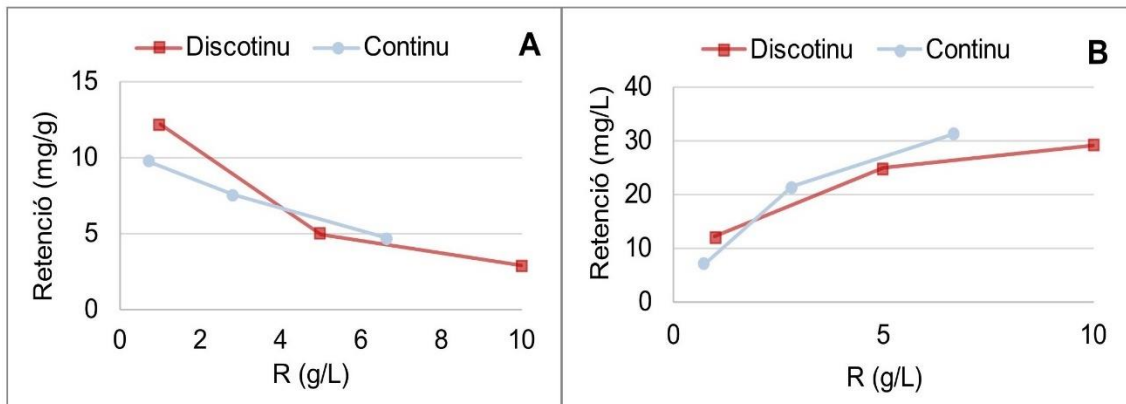 Discotinu Continu A
15
10
5
0
Retenció (mg/g)
0 2 4 6 8 10
R (g/L)
Discotinu Continu B
40
30
20
10
0
Retenció (mg/L)
0 5 10
R (g/L)